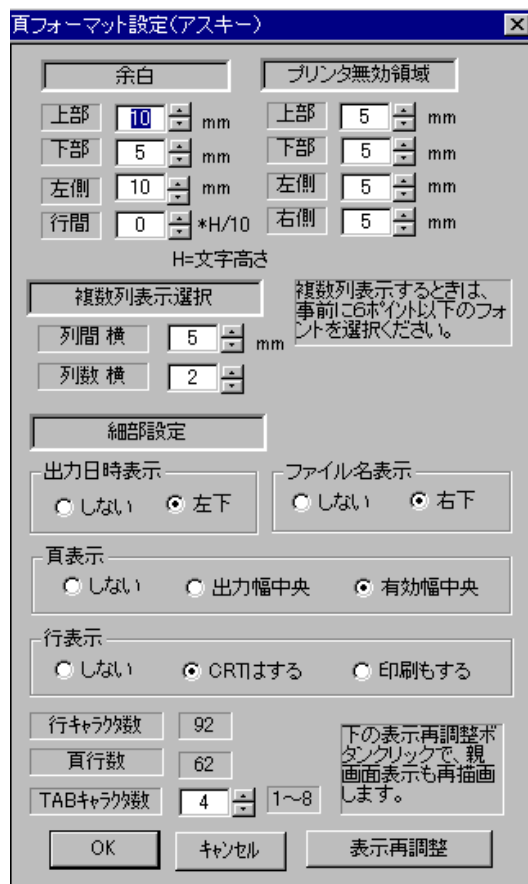 頁フォーマット設定(アスキー)
余白
プリンタ無効領域
上部 10 mm
上部 5 mm
下部 5 mm
下部 5 mm
左側 10 mm
左側 5 mm
行間 0 *H/10
右側 5 mm
H=文字高さ
複数列表示選択
複数列表示するときは、
事前に6ポイント以下のフォ
ントを選択ください。
列間 横 5 mm
列数 横 2
細部設定
出力日時表示
しない 左下
ファイル名表示
しない 右下
頁表示
しない 出力幅中央 有効幅中央
行表示
しない CRTはする 印刷もする
行キャラクタ数 92
頁行数 62
TABキャラクタ数 4 1~8
下の表示再調整ボ
タンクリックで、親
画面表示も再描画
します。
OK キャンセル 表示再調整